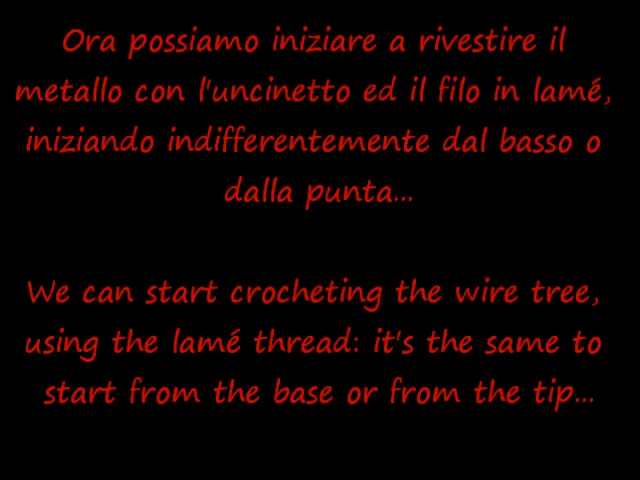 Ora possiamo iniziare a rivestire il
metallo con l'uncinetto ed il filo in lamé,
iniziando indifferentemente dal basso o
dalla punta...
We can start crocheting the wire tree,
using the lamé thread: it's the same to
start from the base or from the tip...